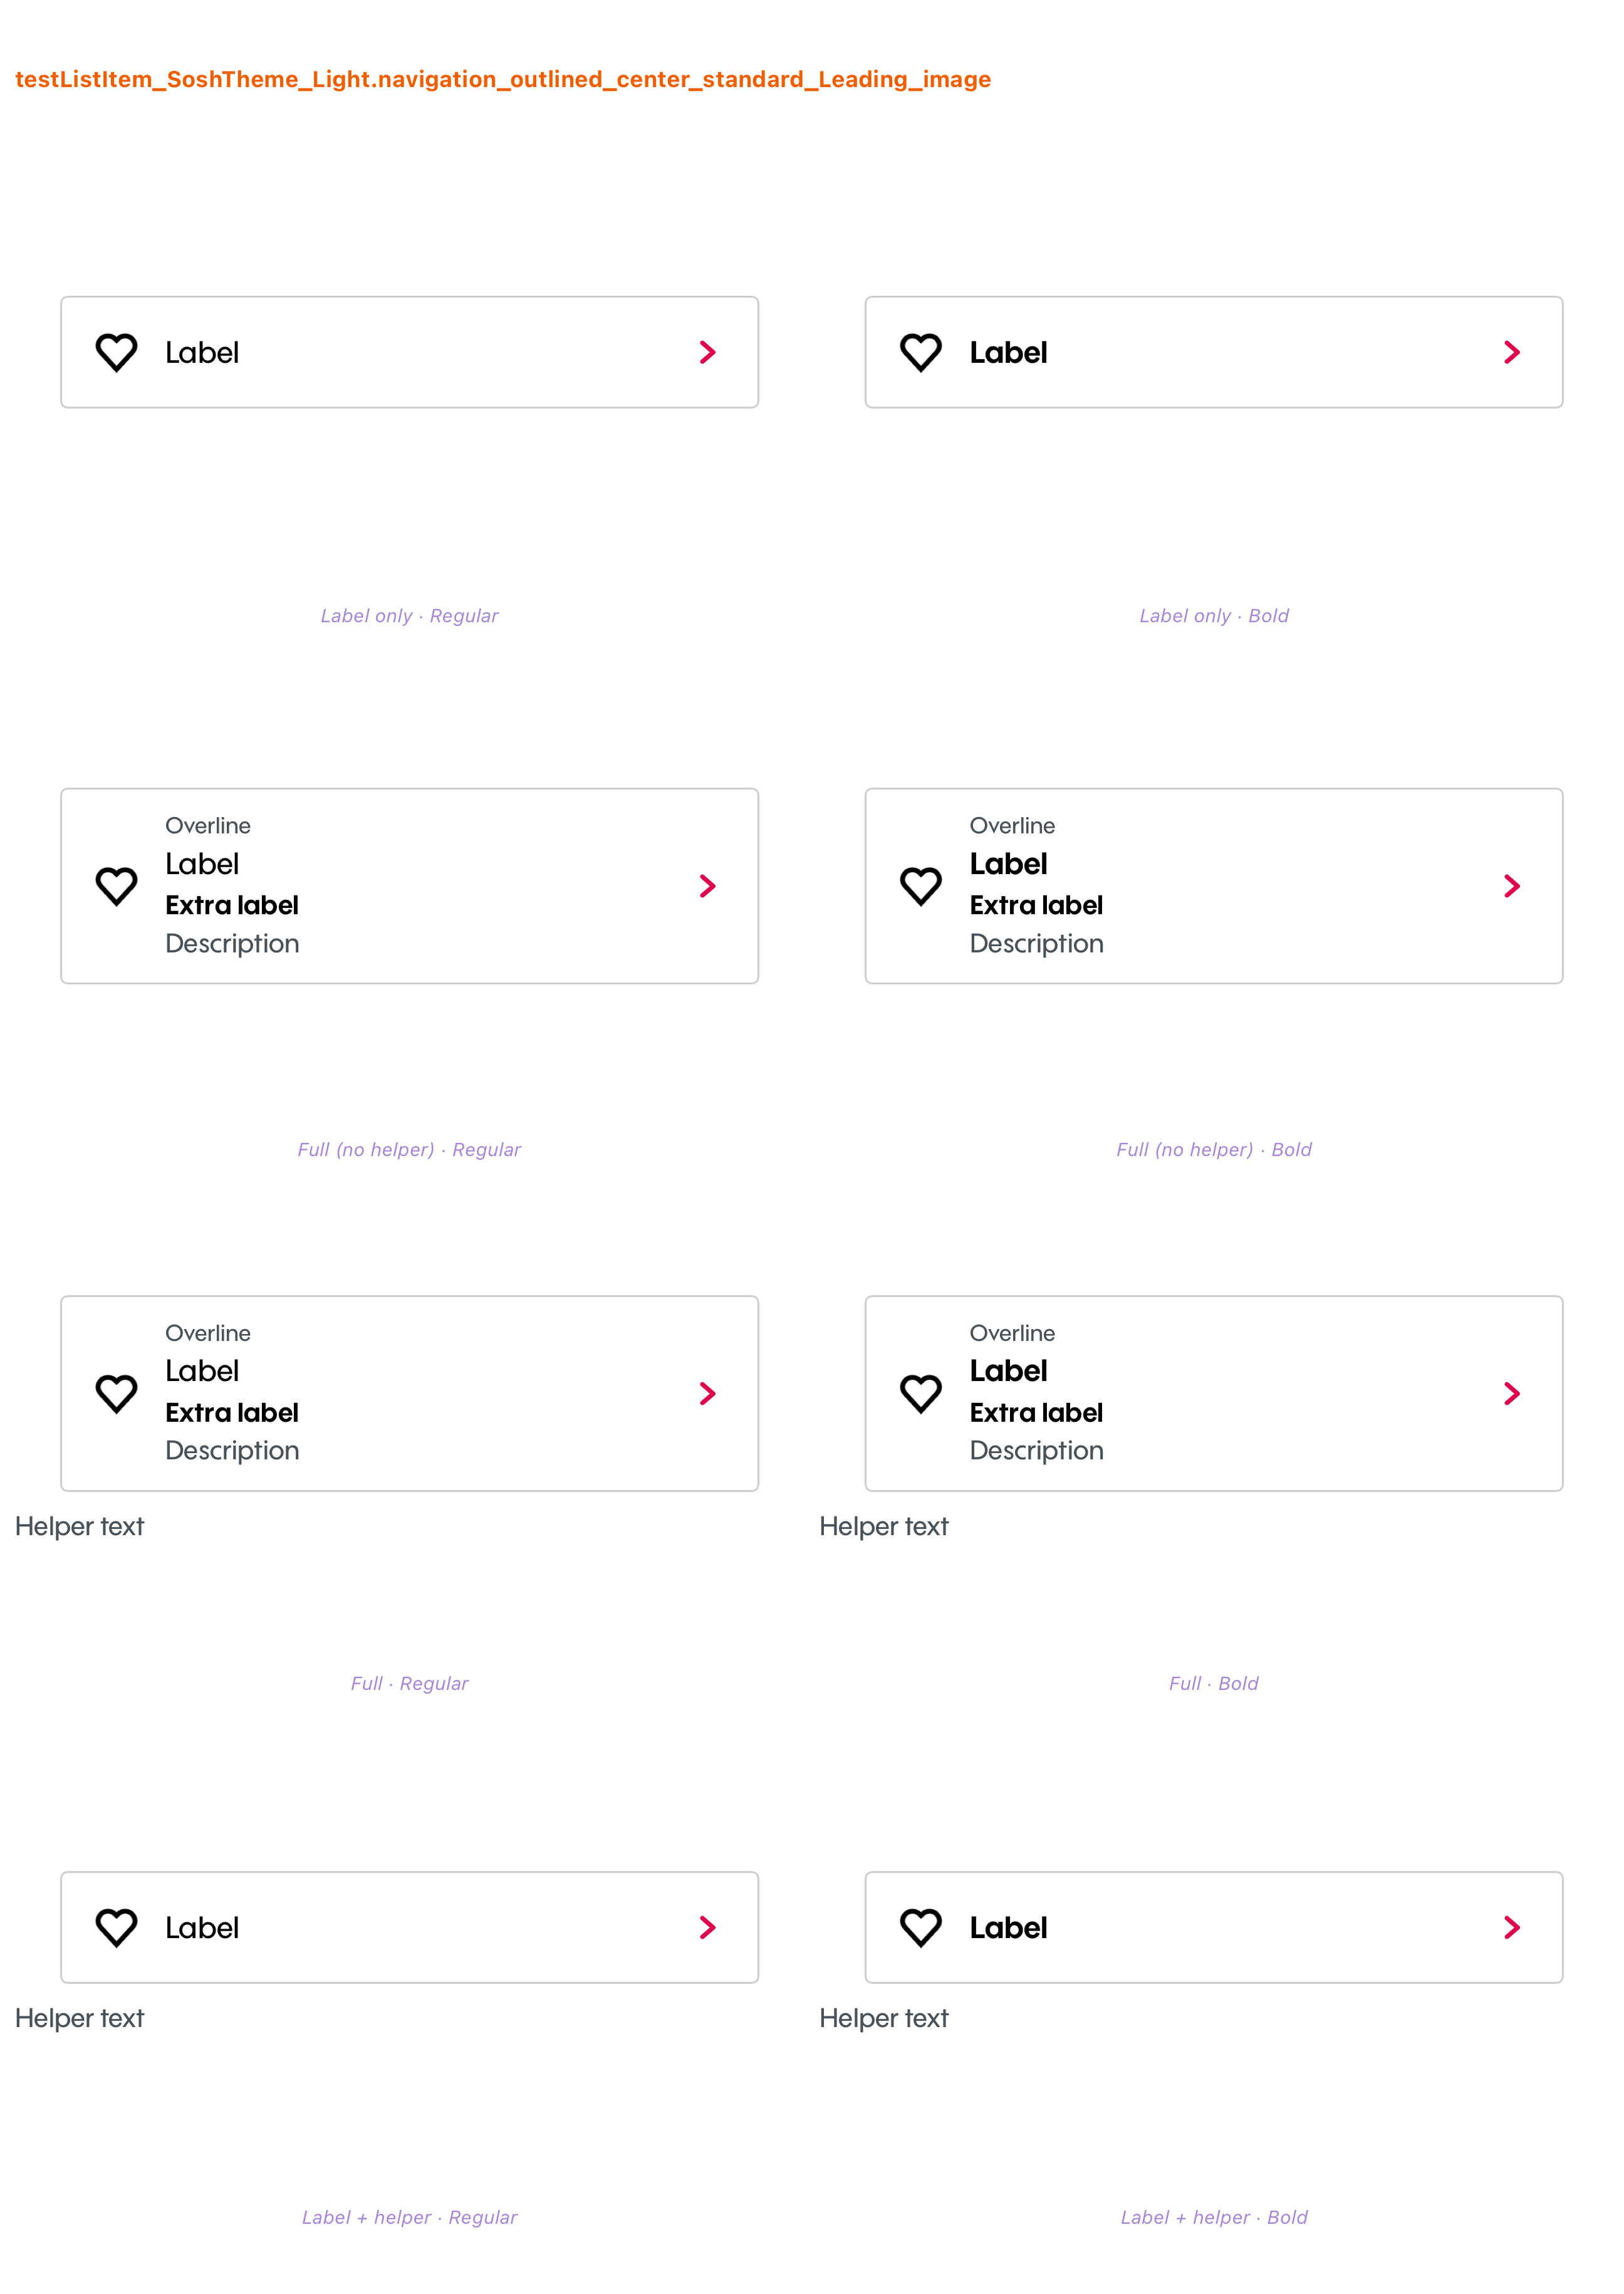 testListItem_SoshTheme_Light.navigation_outlined_center_standard_Leading_image
Label
Label
Label only · Regular
Label only · Bold
Overline
Label
Extra label
Description
Overline
Label
Extra label
Description
Full (no helper) · Regular
Full (no helper) · Bold
Overline
Label
Extra label
Description
Helper text
Overline
Label
Extra label
Description
Helper text
Full · Regular
Full · Bold
Label
Helper text
Label
Helper text
Label + helper · Regular
Label + helper · Bold